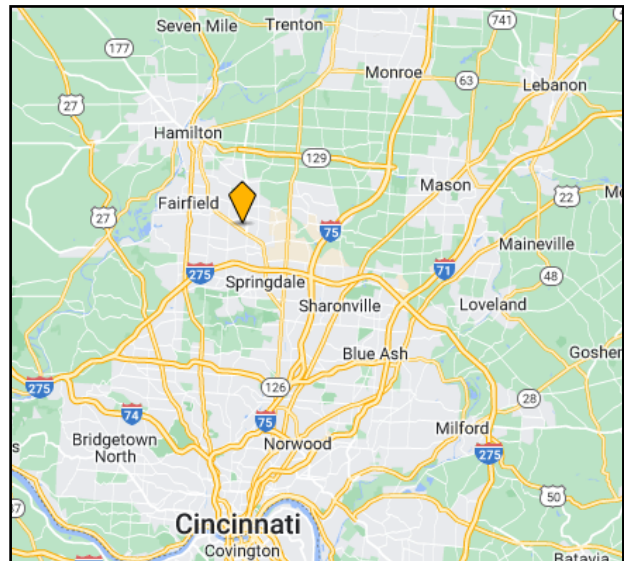 741
Seven Mile
Trenton
177
Monroe
63
Lebanon
27
Hamilton
129
Mason
22
Fairfield
27
75
Maineville
71
275
48
Springdale
Sharonville
Loveland
Blue Ash
Goshen
275
126
28
74
75
Milford
Bridgetown
North
Norwood
275
50
Cincinnati
Covington
Batavia